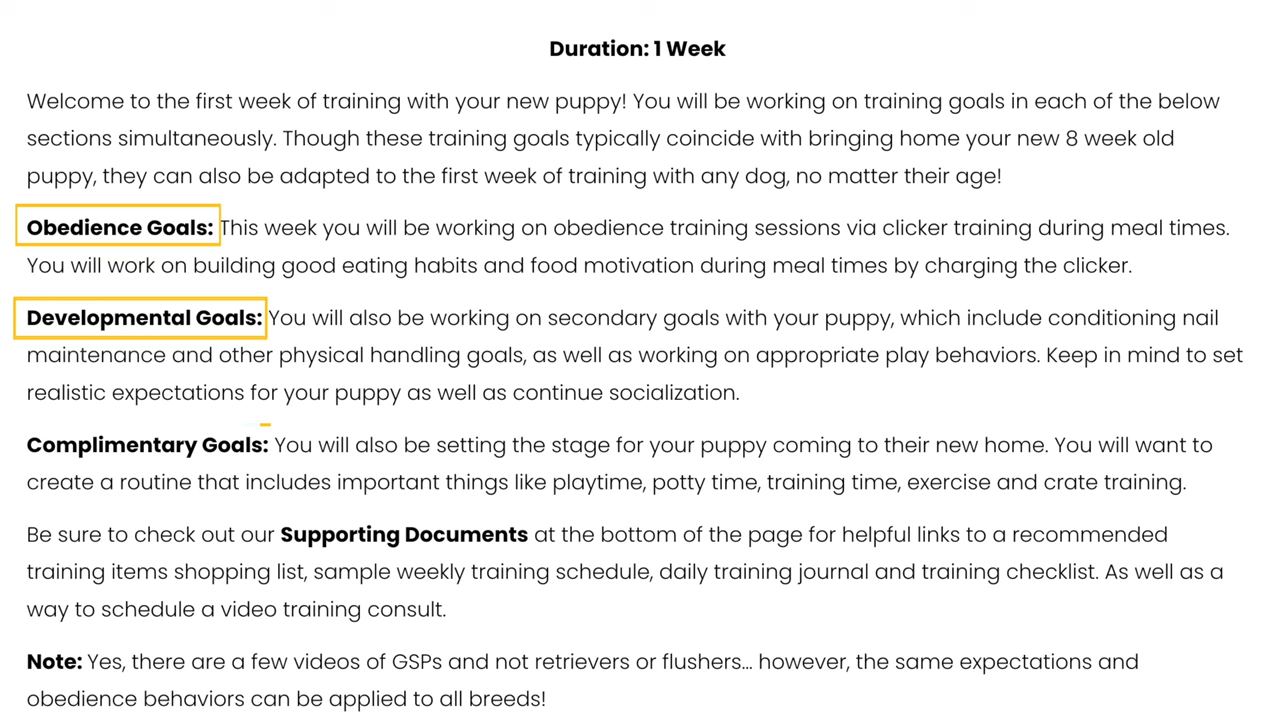 Duration: 1 Week
Welcome to the first week of training with your new puppy! You will be working on training goals in each of the below
sections simultaneously. Though these training goals typically coincide with bringing home your new 8 week old
puppy, they can also be adapted to the first week of training with any dog, no matter their age!
Obedience Goals: This week you will be working on obedience training sessions via clicker training during meal times.
You will work on building good eating habits and food motivation during meal times by charging the clicker.
Developmental Goals: You will also be working on secondary goals with your puppy, which include conditioning nail
maintenance and other physical handling goals, as well as working on appropriate play behaviors. Keep in mind to set
realistic expectations for your puppy as well as continue socialization.
Complimentary Goals: You will also be setting the stage for your puppy coming to their new home. You will want to
create a routine that includes important things like playtime, potty time, training time, exercise and crate training.
Be sure to check out our Supporting Documents at the bottom of the page for helpful links to a recommended
training items shopping list, sample weekly training schedule, daily training journal and training checklist. As well as a
way to schedule a video training consult.
Note: Yes, there are a few videos of GSPs and not retrievers or flushers... however, the same expectations and
obedience behaviors can be applied to all breeds!